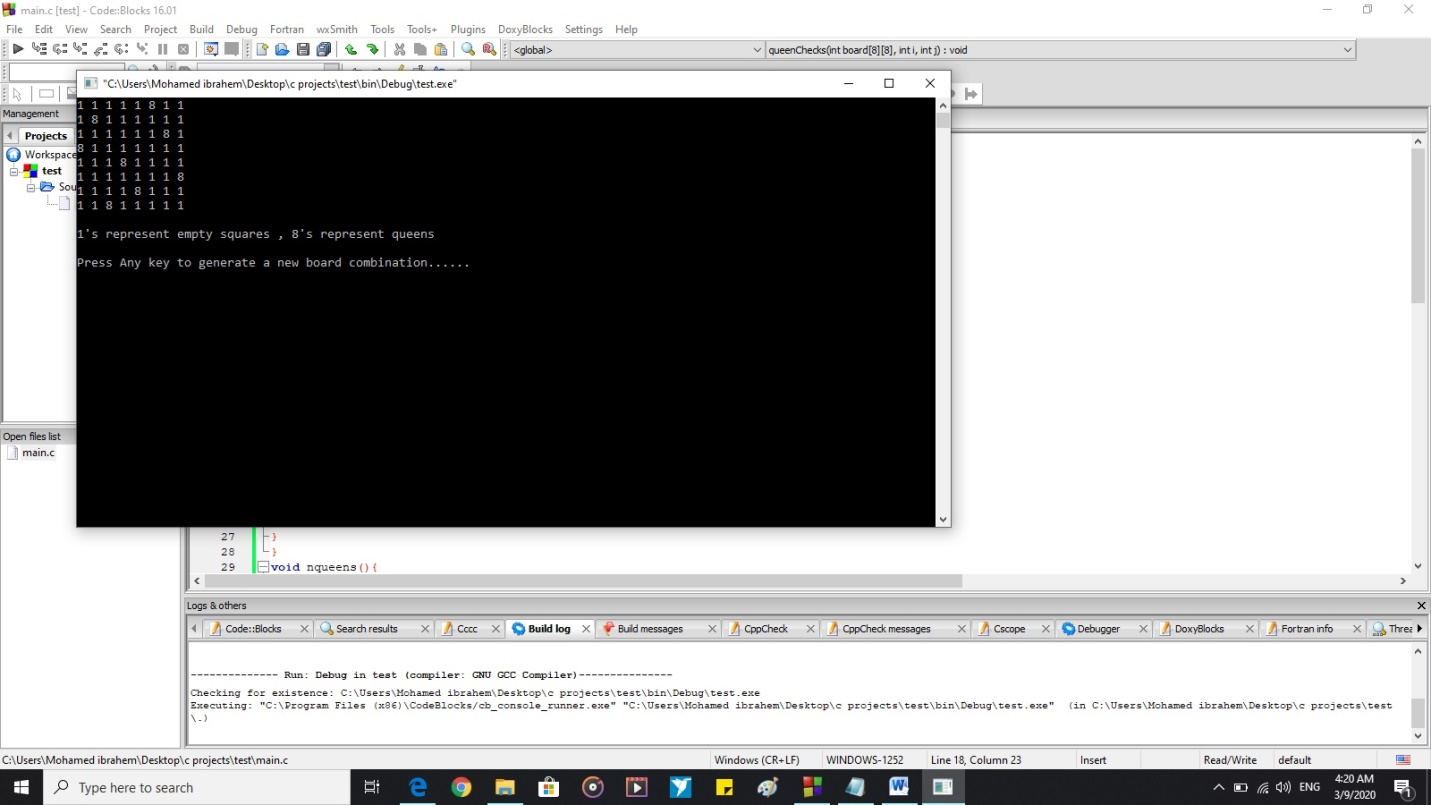 main.c [test] - Code::Blocks 16.01
File Edit View Search Project Build Debug Fortran wxSmith Tools Tools+ Plugins DoxyBlocks Settings Help
<global> queenChecks(int board[8][8], int i, int j) : void
"C:\Users\Mohamed ibrahem\Desktop\c projects\test\bin\Debug\test.exe"
Management
Projects
Workspace
test
Sou
1 1 1 1 1 8 1 1
1 8 1 1 1 1 1 1
1 1 1 1 1 1 8 1
8 1 1 1 1 1 1 1
1 1 1 8 1 1 1 1
1 1 1 1 1 1 1 8
1 1 1 1 8 1 1 1
1 1 8 1 1 1 1 1
1's represent empty squares , 8's represent queens
Press Any key to generate a new board combination......
Open files list
main.c
27 }
28 }
29 void nqueens(){
Logs & others
Code::Blocks Search results Cccc Build log Build messages CppCheck CppCheck messages Cscope Debugger DoxyBlocks Fortran info Threa
-------------- Run: Debug in test (compiler: GNU GCC Compiler)---------------
Checking for existence: C:\Users\Mohamed ibrahem\Desktop\c projects\test\bin\Debug\test.exe
Executing: "C:\Program Files (x86)\CodeBlocks/cb_console_runner.exe" "C:\Users\Mohamed ibrahem\Desktop\c projects\test\bin\Debug\test.exe"  (in C:\Users\Mohamed ibrahem\Desktop\c projects\test
\.)
C:\Users\Mohamed ibrahem\Desktop\c projects\test\main.c Windows (CR+LF) WINDOWS-1252 Line 18, Column 23 Insert Read/Write default
Type here to search
ENG
4:20 AM
3/9/2020
1